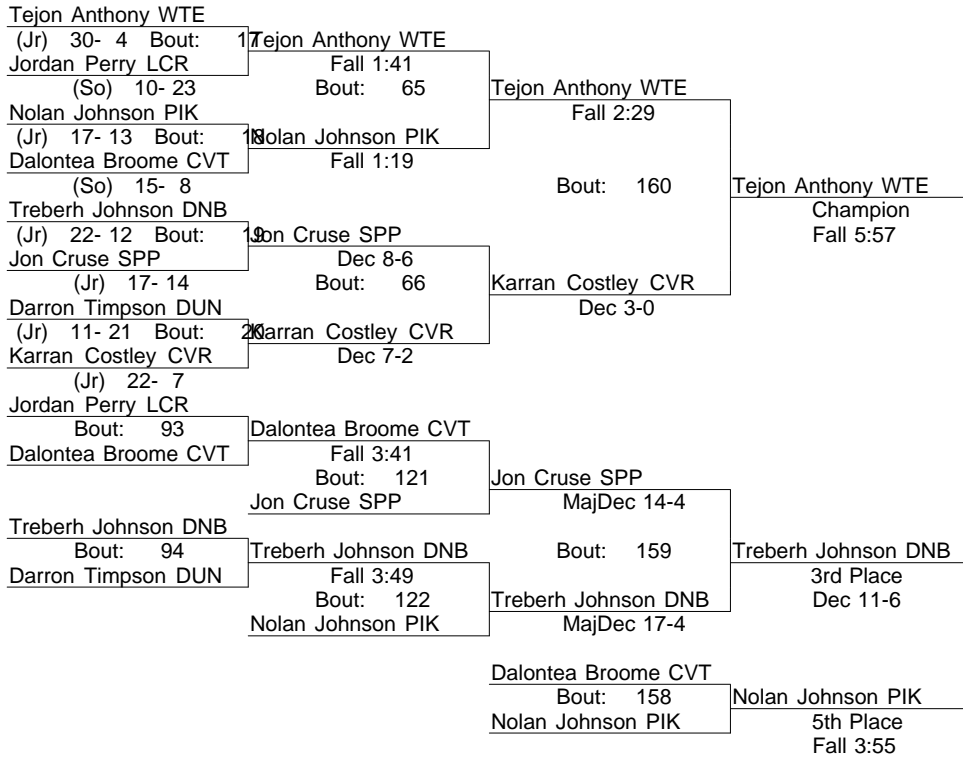 Tejon Anthony WTE
(Jr) 30- 4 Bout: 17
Jordan Perry LCR
(So) 10- 23
Nolan Johnson PIK
(Jr) 17- 13 Bout: 18
Dalontea Broome CVT
(So) 15- 8
Treberh Johnson DNB
(Jr) 22- 12 Bout: 19
Jon Cruse SPP
(Jr) 17- 14
Darron Timpson DUN
(Jr) 11- 21 Bout: 20
Karran Costley CVR
(Jr) 22- 7
Tejon Anthony WTE
Fall 1:41
Bout: 65
Nolan Johnson PIK
Fall 1:19
Jon Cruse SPP
Dec 8-6
Bout: 66
Karran Costley CVR
Dec 7-2
Tejon Anthony WTE
Fall 2:29
Bout: 160
Karran Costley CVR
Dec 3-0
Tejon Anthony WTE
Champion
Fall 5:57
Jordan Perry LCR
Bout: 93
Dalontea Broome CVT
Treberh Johnson DNB
Bout: 94
Darron Timpson DUN
Dalontea Broome CVT
Fall 3:41
Bout: 121
Jon Cruse SPP
Treberh Johnson DNB
Fall 3:49
Bout: 122
Nolan Johnson PIK
Jon Cruse SPP
MajDec 14-4
Bout: 159
Treberh Johnson DNB
MajDec 17-4
Treberh Johnson DNB
3rd Place
Dec 11-6
Dalontea Broome CVT
Bout: 158
Nolan Johnson PIK
Nolan Johnson PIK
5th Place
Fall 3:55